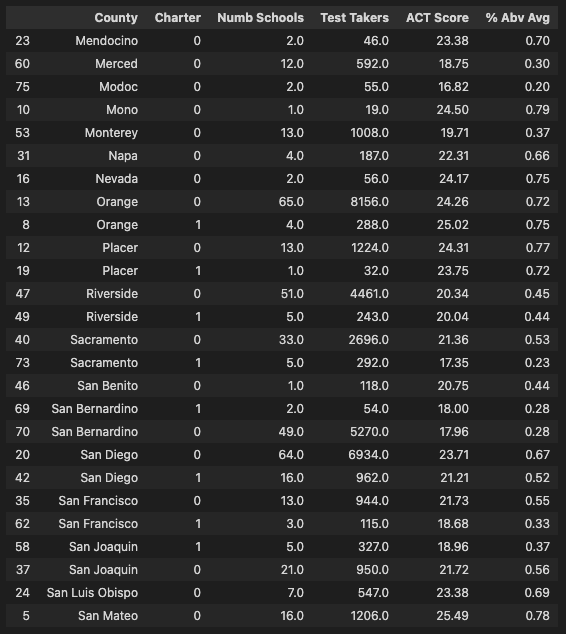 County Charter Numb Schools Test Takers ACT Score % Abv Avg
23 Mendocino 0 2.0 46.0 23.38 0.70
60 Merced 0 12.0 592.0 18.75 0.30
75 Modoc 0 2.0 55.0 16.82 0.20
10 Mono 0 1.0 19.0 24.50 0.79
53 Monterey 0 13.0 1008.0 19.71 0.37
31 Napa 0 4.0 187.0 22.31 0.66
16 Nevada 0 2.0 56.0 24.17 0.75
13 Orange 0 65.0 8156.0 24.26 0.72
8 Orange 1 4.0 288.0 25.02 0.75
12 Placer 0 13.0 1224.0 24.31 0.77
19 Placer 1 1.0 32.0 23.75 0.72
47 Riverside 0 51.0 4461.0 20.34 0.45
49 Riverside 1 5.0 243.0 20.04 0.44
40 Sacramento 0 33.0 2696.0 21.36 0.53
73 Sacramento 1 5.0 292.0 17.35 0.23
46 San Benito 0 1.0 118.0 20.75 0.44
69 San Bernardino 1 2.0 54.0 18.00 0.28
70 San Bernardino 0 49.0 5270.0 17.96 0.28
20 San Diego 0 64.0 6934.0 23.71 0.67
42 San Diego 1 16.0 962.0 21.21 0.52
35 San Francisco 0 13.0 944.0 21.73 0.55
62 San Francisco 1 3.0 115.0 18.68 0.33
58 San Joaquin 1 5.0 327.0 18.96 0.37
37 San Joaquin 0 21.0 950.0 21.72 0.56
24 San Luis Obispo 0 7.0 547.0 23.38 0.69
5 San Mateo 0 16.0 1206.0 25.49 0.78